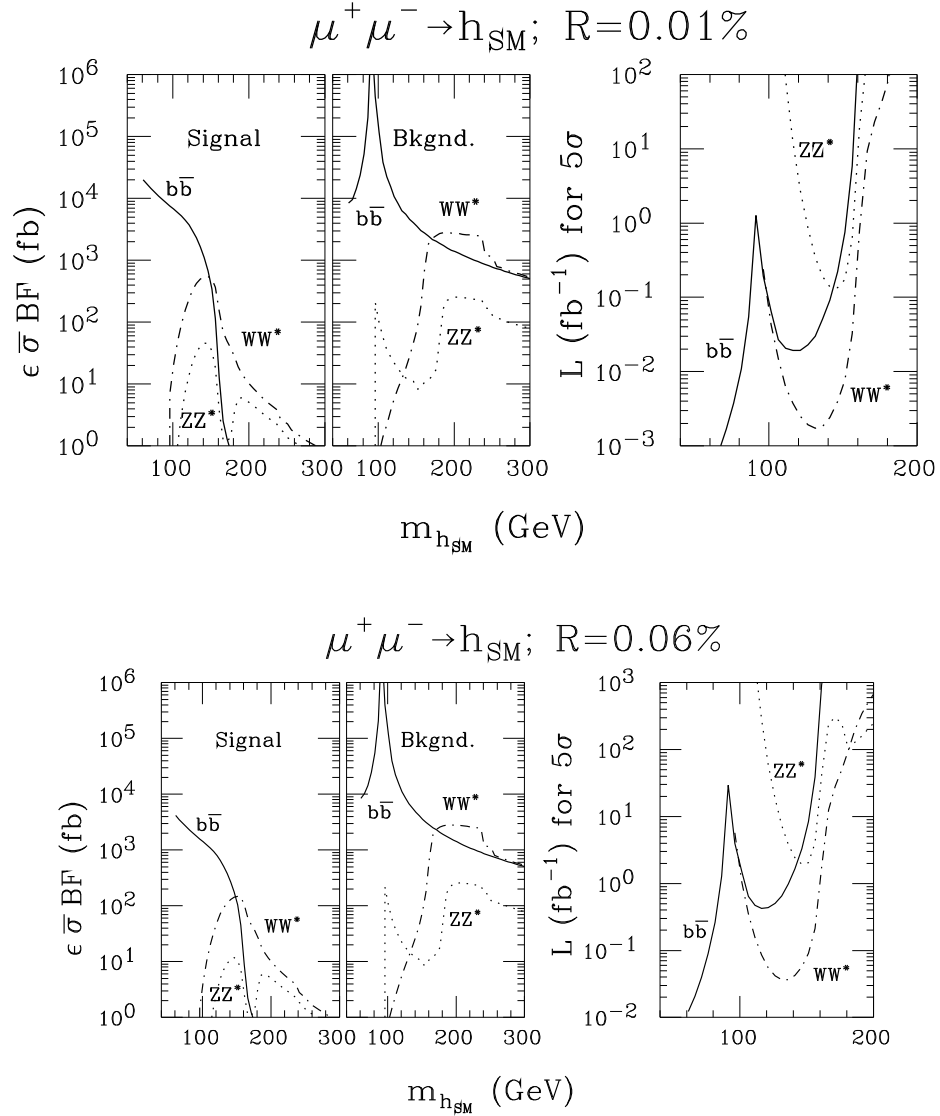 μ⁺μ⁻→h_SM; R=0.01%
ε σ̄ BF (fb)
10⁶
10⁵
10⁴
10³
10²
10¹
10⁰
Signal
bb̄
WW*
ZZ*
100
200
300
Bkgnd.
bb̄
WW*
ZZ*
100
200
300
L (fb⁻¹) for 5σ
10²
10¹
10⁰
10⁻¹
10⁻²
10⁻³
ZZ*
bb̄
WW*
100
200
m_h_SM (GeV)
μ⁺μ⁻→h_SM; R=0.06%
ε σ̄ BF (fb)
10⁶
10⁵
10⁴
10³
10²
10¹
10⁰
Signal
bb̄
WW*
ZZ*
100
200
300
Bkgnd.
bb̄
WW*
ZZ*
100
200
300
L (fb⁻¹) for 5σ
10³
10²
10¹
10⁰
10⁻¹
10⁻²
ZZ*
bb̄
WW*
100
200
m_h_SM (GeV)